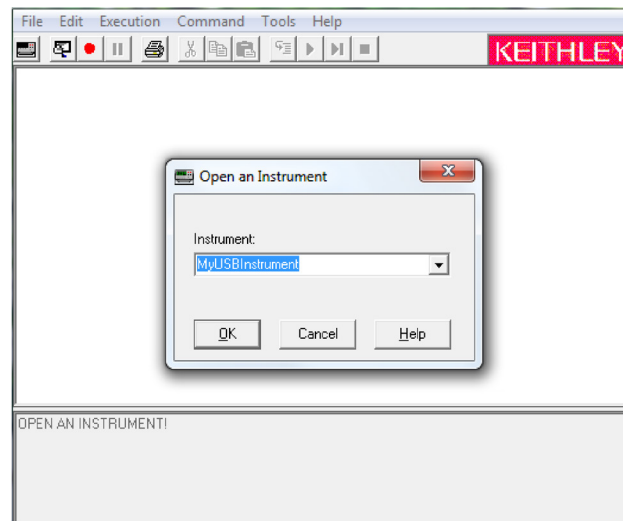 File Edit Execution Command Tools Help
KEITHLEY
Open an Instrument
Instrument:
MyUSBInstrument
OK Cancel Help
OPEN AN INSTRUMENT!